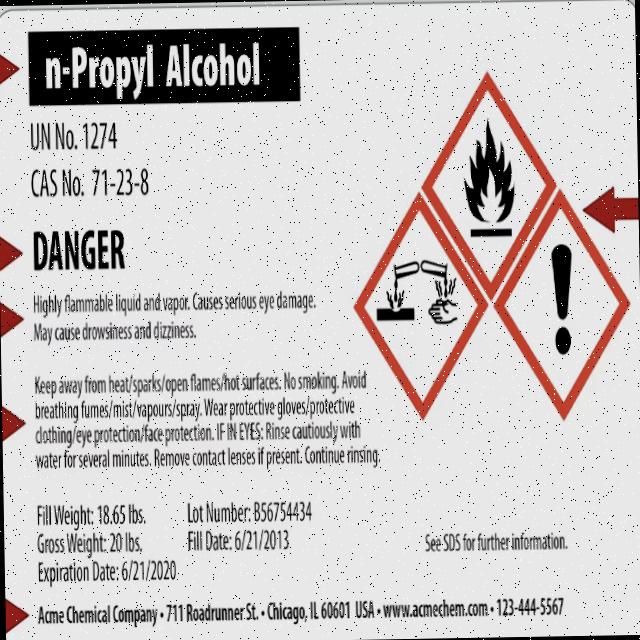 n-Propyl Alcohol
UN No. 1274
CAS No. 71-23-8
DANGER
Highly flammable liquid and vapor. Causes serious eye damage.
May cause drowsiness and dizziness.
Keep away from heat/sparks/open flames/hot surfaces. No smoking. Avoid
breathing fumes/mist/vapours/spray. Wear protective gloves/protective
clothing/eye protection/face protection. IF IN EYES: Rinse cautiously with
water for several minutes. Remove contact lenses if present. Continue rinsing.
Fill Weight: 18.65 lbs. Lot Number: B56754434
Gross Weight: 20 lbs. Fill Date: 6/21/2013
Expiration Date: 6/21/2020
See SDS for further information.
Acme Chemical Company • 711 Roadrunner St. • Chicago, IL 60601 USA • www.acmechem.com • 123-444-5567